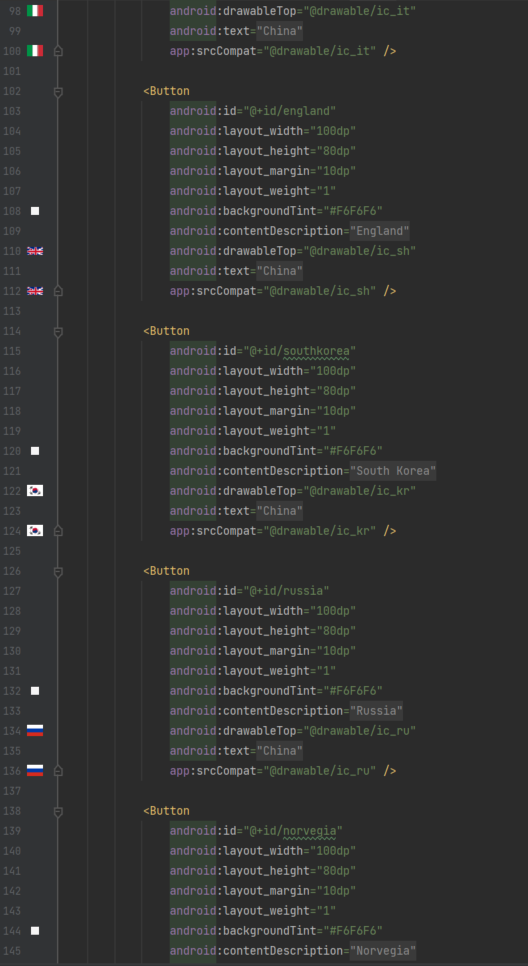 98 android:drawableTop="@drawable/ic_it"
99 android:text="China"
100 app:srcCompat="@drawable/ic_it" />
101
102 <Button
103 android:id="@+id/england"
104 android:layout_width="100dp"
105 android:layout_height="80dp"
106 android:layout_margin="10dp"
107 android:layout_weight="1"
108 android:backgroundTint="#F6F6F6"
109 android:contentDescription="England"
110 android:drawableTop="@drawable/ic_sh"
111 android:text="China"
112 app:srcCompat="@drawable/ic_sh" />
113
114 <Button
115 android:id="@+id/southkorea"
116 android:layout_width="100dp"
117 android:layout_height="80dp"
118 android:layout_margin="10dp"
119 android:layout_weight="1"
120 android:backgroundTint="#F6F6F6"
121 android:contentDescription="South Korea"
122 android:drawableTop="@drawable/ic_kr"
123 android:text="China"
124 app:srcCompat="@drawable/ic_kr" />
125
126 <Button
127 android:id="@+id/russia"
128 android:layout_width="100dp"
129 android:layout_height="80dp"
130 android:layout_margin="10dp"
131 android:layout_weight="1"
132 android:backgroundTint="#F6F6F6"
133 android:contentDescription="Russia"
134 android:drawableTop="@drawable/ic_ru"
135 android:text="China"
136 app:srcCompat="@drawable/ic_ru" />
137
138 <Button
139 android:id="@+id/norvegia"
140 android:layout_width="100dp"
141 android:layout_height="80dp"
142 android:layout_margin="10dp"
143 android:layout_weight="1"
144 android:backgroundTint="#F6F6F6"
145 android:contentDescription="Norvegia"